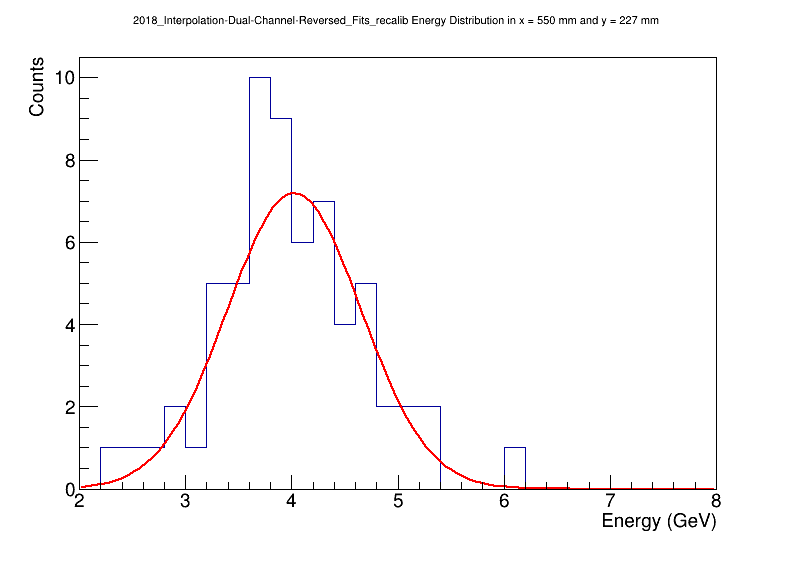 2018_Interpolation-Dual-Channel-Reversed_Fits_recalib Energy Distribution in x = 550 mm and y = 227 mm
Counts
10
8
6
4
2
0
2 3 4 5 6 7 8
Energy (GeV)